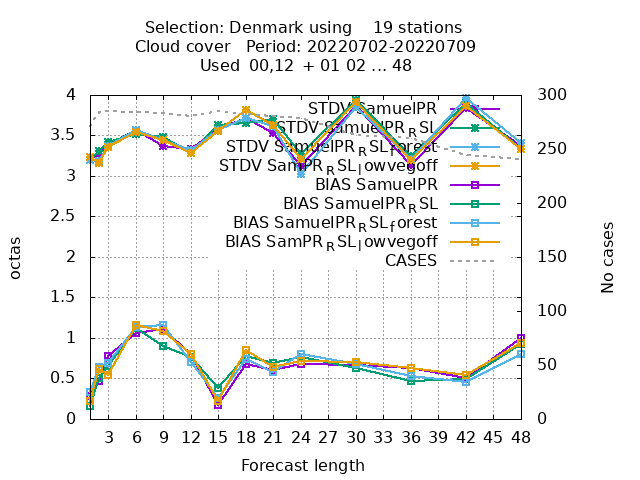 Selection: Denmark using 19 stations
Cloud cover Period: 20220702-20220709
Used 00,12 + 01 02 ... 48
STDV SamuelPR
STDV SamuelPR_RSL
STDV SamuelPR_RSL_forest
STDV SamPR_RSL_lowvegoff
BIAS SamuelPR
BIAS SamuelPR_RSL
BIAS SamuelPR_RSL_forest
BIAS SamPR_RSL_lowvegoff
CASES
octas
4
3.5
3
2.5
2
1.5
1
0.5
0
No cases
300
250
200
150
100
50
0
3 6 9 12 15 18 21 24 27 30 33 36 39 42 45 48
Forecast length